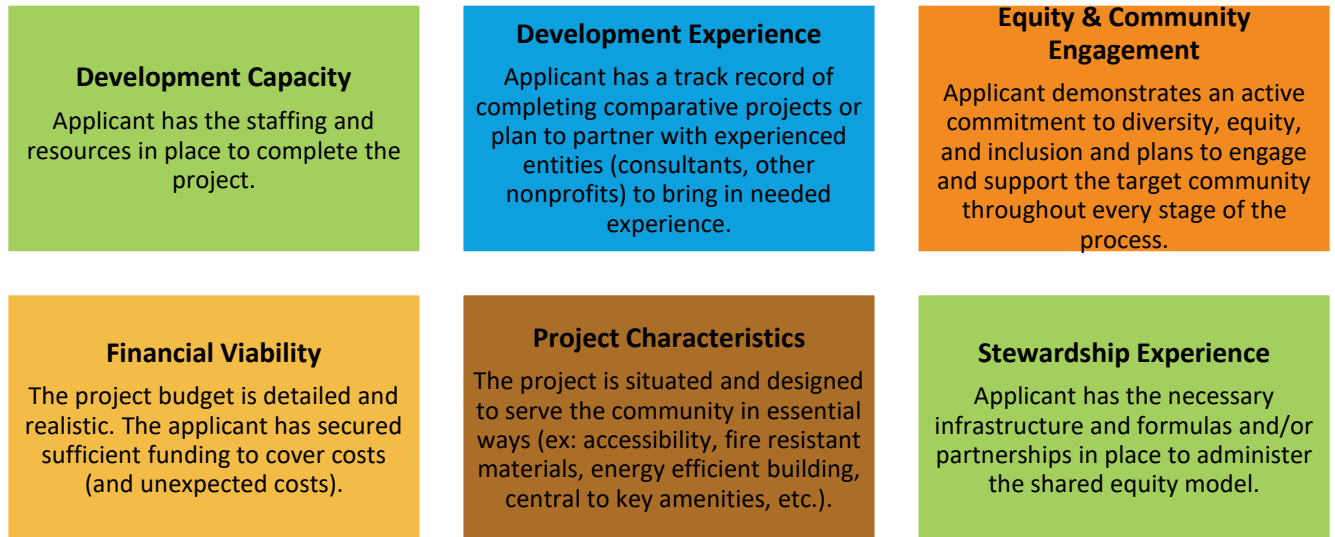 Development Capacity
Applicant has the staffing and
resources in place to complete the
project.
Development Experience
Applicant has a track record of
completing comparative projects or
plan to partner with experienced
entities (consultants, other
nonprofits) to bring in needed
experience.
Equity & Community
Engagement
Applicant demonstrates an active
commitment to diversity, equity,
and inclusion and plans to engage
and support the target community
throughout every stage of the
process.
Financial Viability
The project budget is detailed and
realistic. The applicant has secured
sufficient funding to cover costs
(and unexpected costs).
Project Characteristics
The project is situated and designed
to serve the community in essential
ways (ex: accessibility, fire resistant
materials, energy efficient building,
central to key amenities, etc.).
Stewardship Experience
Applicant has the necessary
infrastructure and formulas and/or
partnerships in place to administer
the shared equity model.